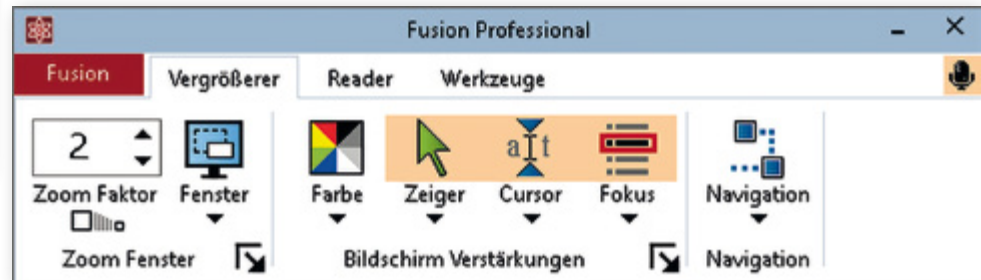 Fusion Professional
Fusion Vergrößerer Reader Werkzeuge
2 a t
Zoom Faktor Fenster Farbe Zeiger Cursor Fokus Navigation
Zoom Fenster Bildschirm Verstärkungen Navigation